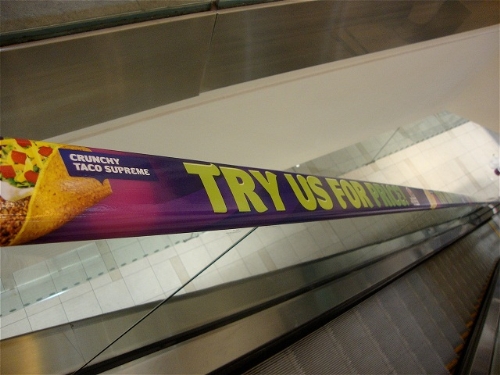 CRUNCHY
TACO SUPREME
TRY US FOR